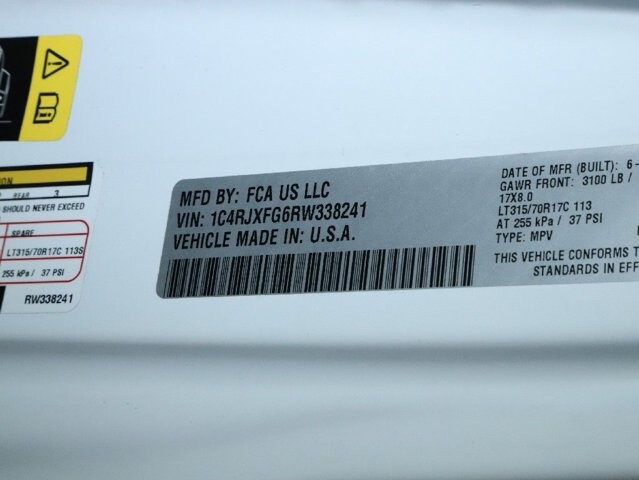 ION
REAR 3
SHOULD NEVER EXCEED
SPARE
LT315/70R17C 113S
255 kPa / 37 PSI
RW338241
MFD BY: FCA US LLC
VIN: 1C4RJXFG6RW338241
VEHICLE MADE IN: U.S.A.
DATE OF MFR (BUILT): 6-
GAWR FRONT: 3100 LB /
17X8.0
LT315/70R17C 113
AT 255 kPa / 37 PSI
TYPE: MPV
THIS VEHICLE CONFORMS T
STANDARDS IN EFF